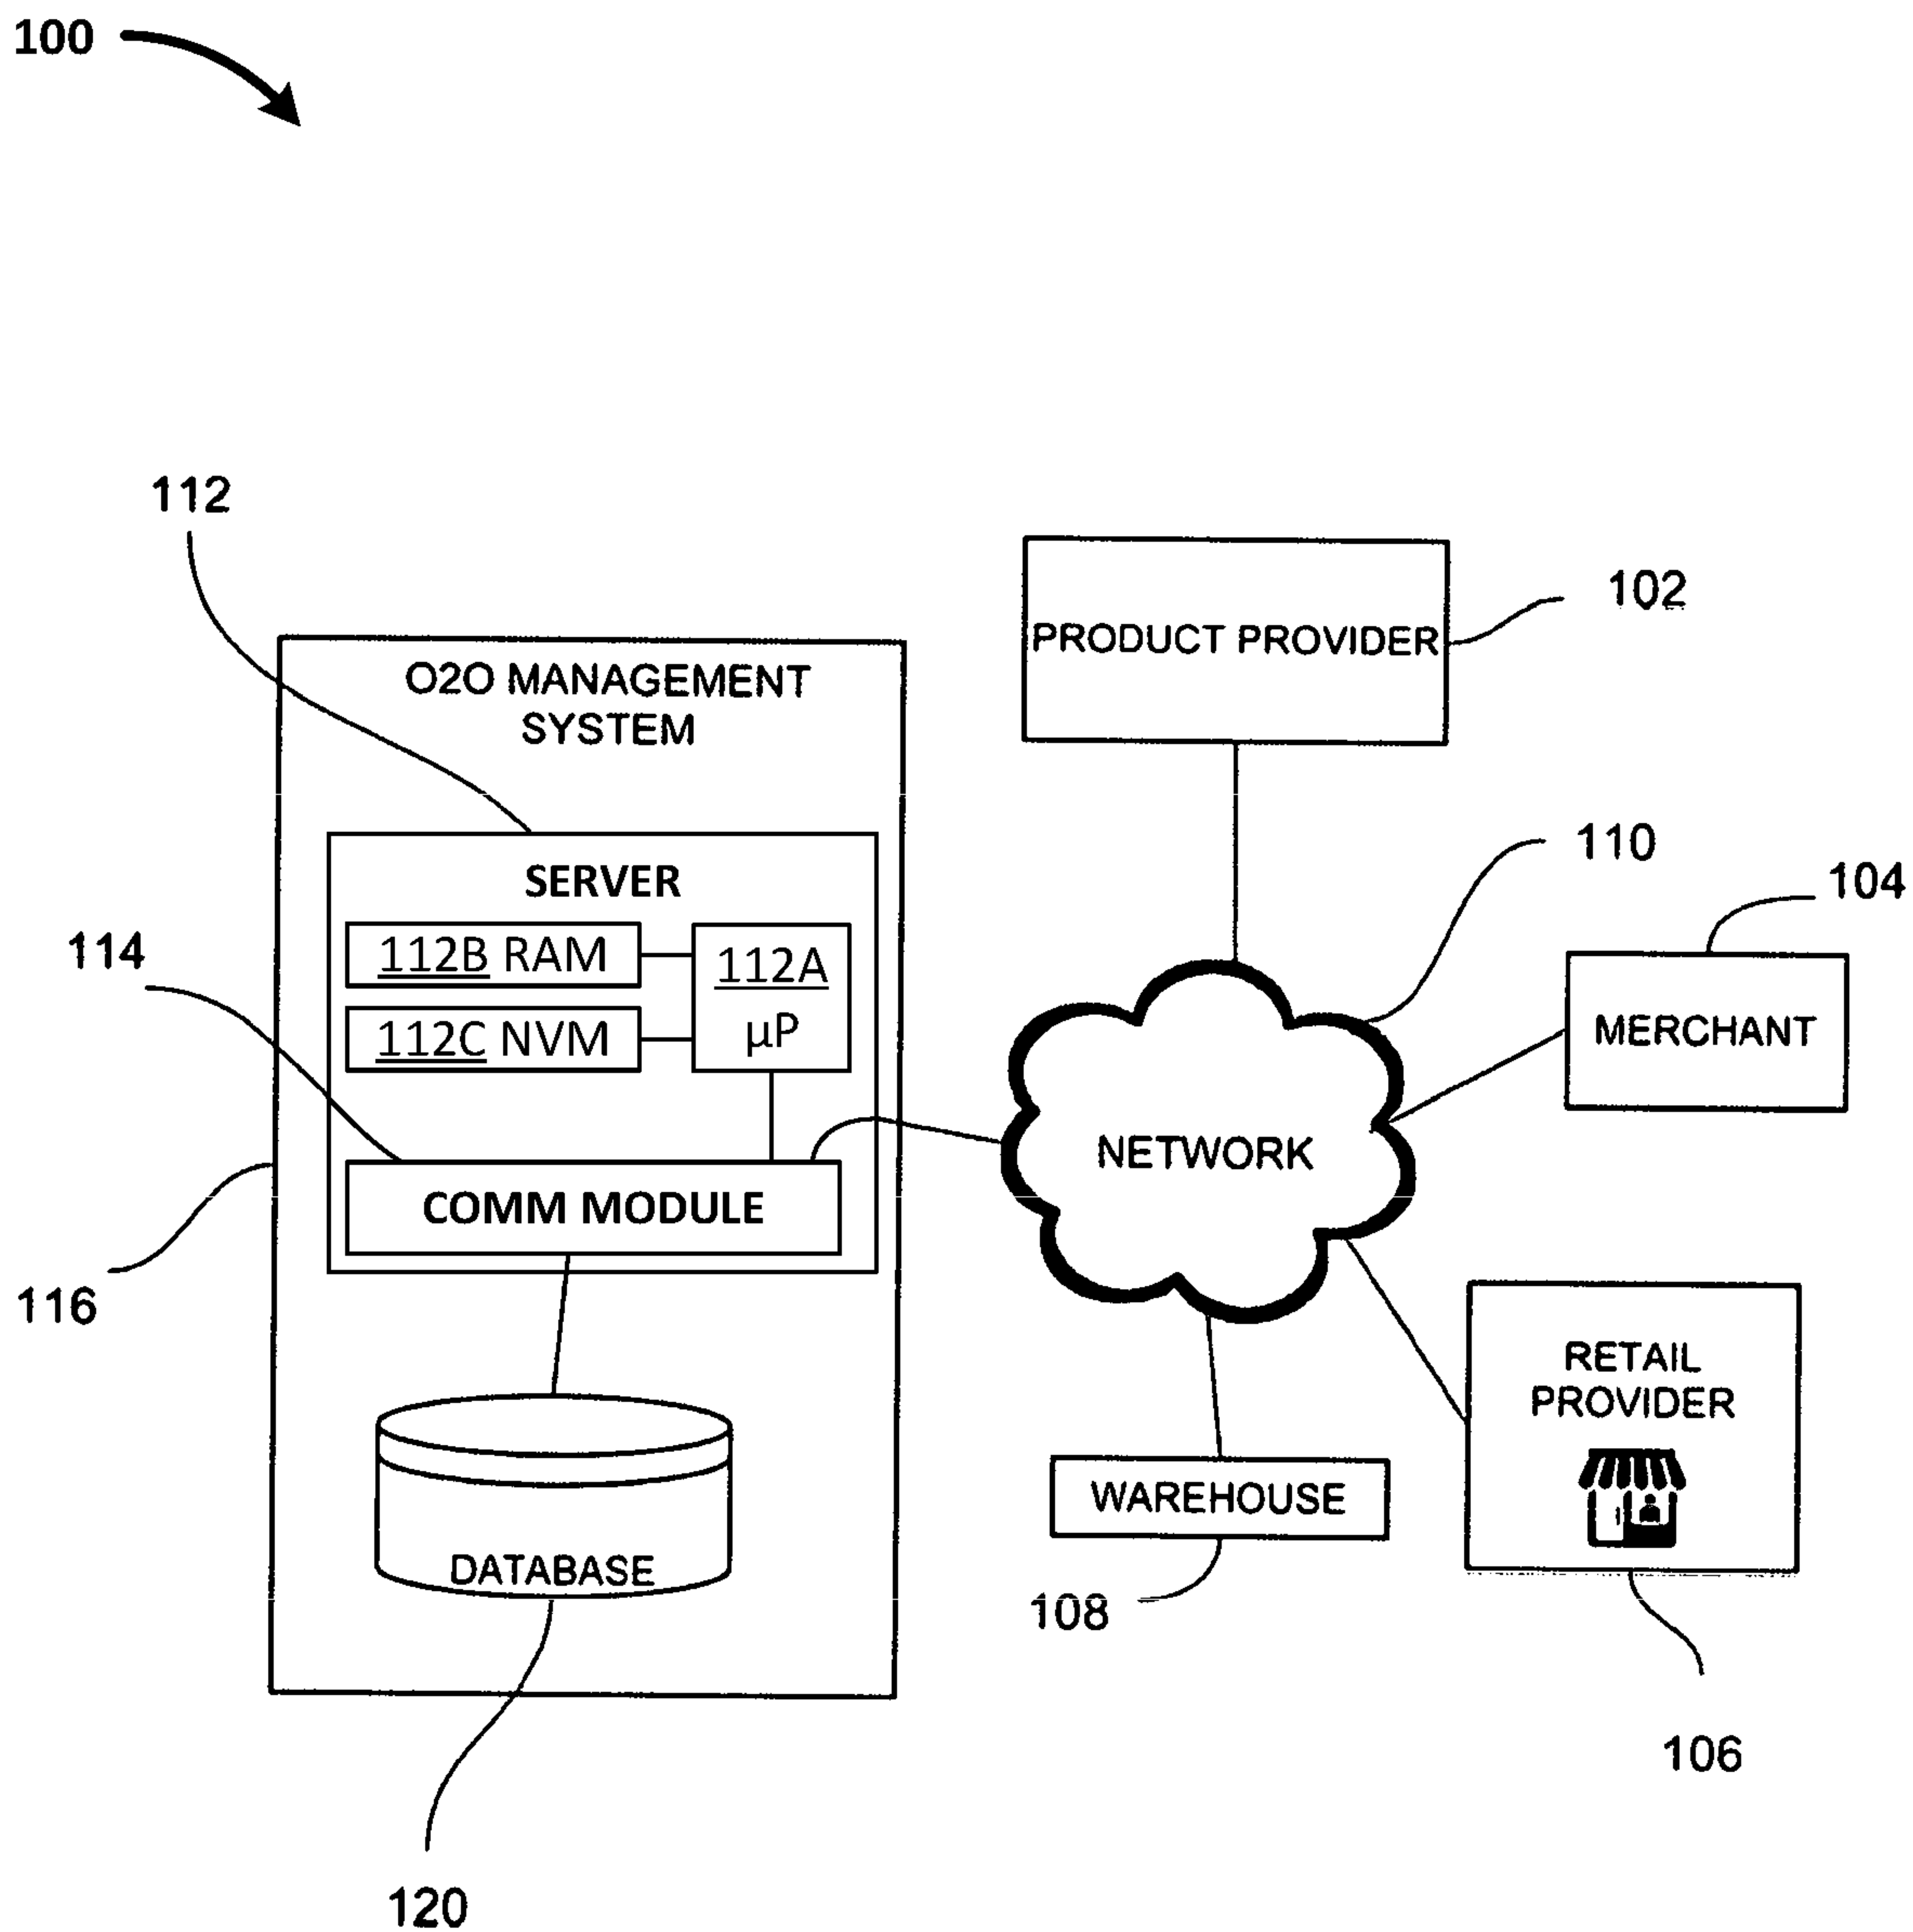 100
112
102
PRODUCT PROVIDER
O2O MANAGEMENT
SYSTEM
110
104
SERVER
114
112B RAM
112A
µP
112C NVM
MERCHANT
NETWORK
COMM MODULE
116
RETAIL
PROVIDER
WAREHOUSE
DATABASE
108
106
120